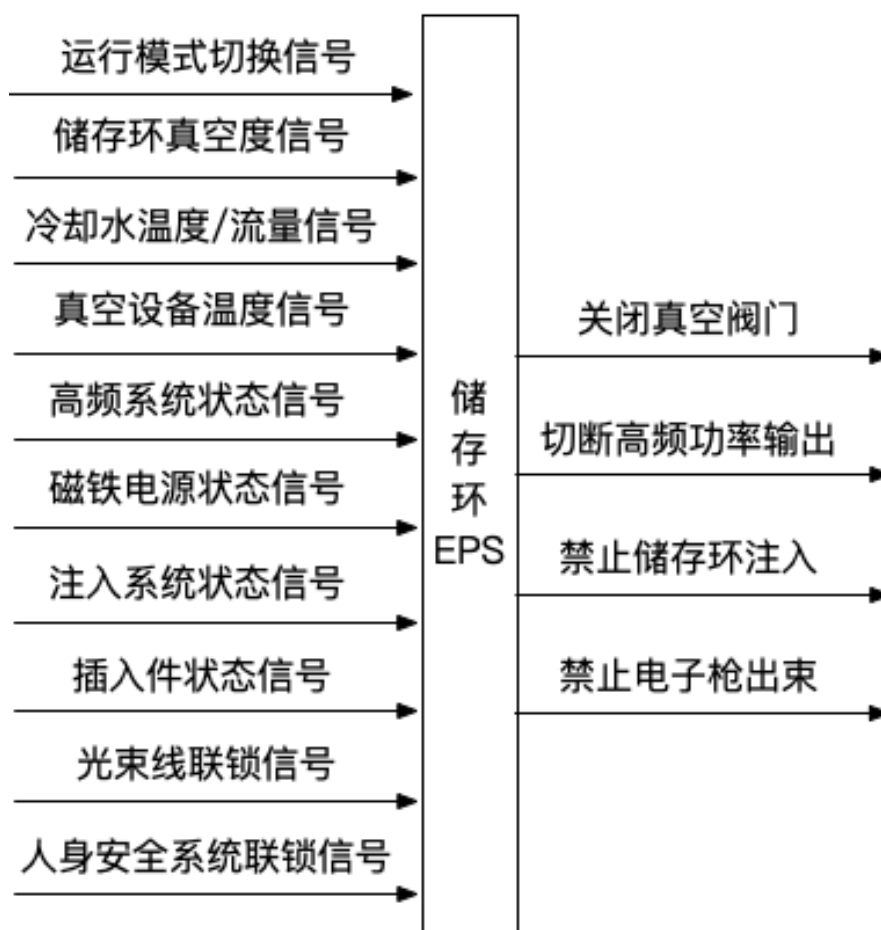 运行模式切换信号
储存环真空度信号
冷却水温度/流量信号
真空设备温度信号
高频系统状态信号
磁铁电源状态信号
注入系统状态信号
插入件状态信号
光束线联锁信号
人身安全系统联锁信号
储
存
环
EPS
关闭真空阀门
切断高频功率输出
禁止储存环注入
禁止电子枪出束